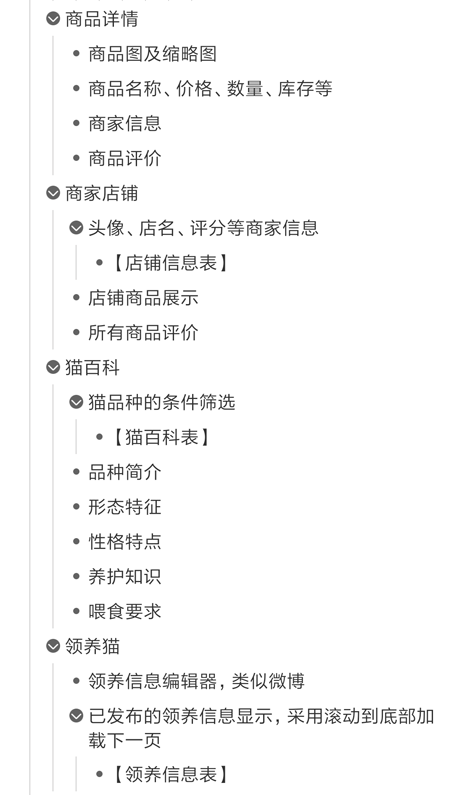 商品详情
商品图及缩略图
商品名称、价格、数量、库存等
商家信息
商品评价
商家店铺
头像、店名、评分等商家信息
【店铺信息表】
店铺商品展示
所有商品评价
猫百科
猫品种的条件筛选
【猫百科表】
品种简介
形态特征
性格特点
养护知识
喂食要求
领养猫
领养信息编辑器，类似微博
已发布的领养信息显示，采用滚动到底部加
载下一页
【领养信息表】